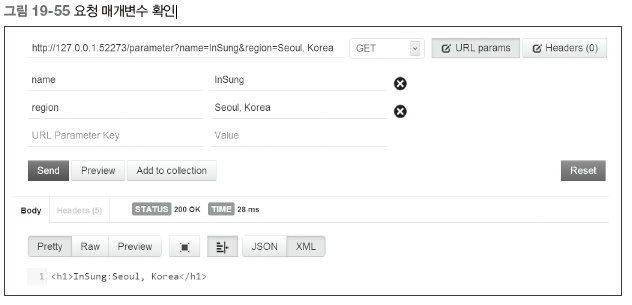 그림 19-55 요청 매개변수 확인
http://127.0.0.1:52273/parameter?name=InSung&region=Seoul, Korea GET URL params Headers (0)
name InSung
region Seoul, Korea
URL Parameter Key Value
Send Preview Add to collection Reset
Body Headers (5) STATUS 200 OK TIME 28 ms
Pretty Raw Preview JSON XML
1 <h1>InSung:Seoul, Korea</h1>